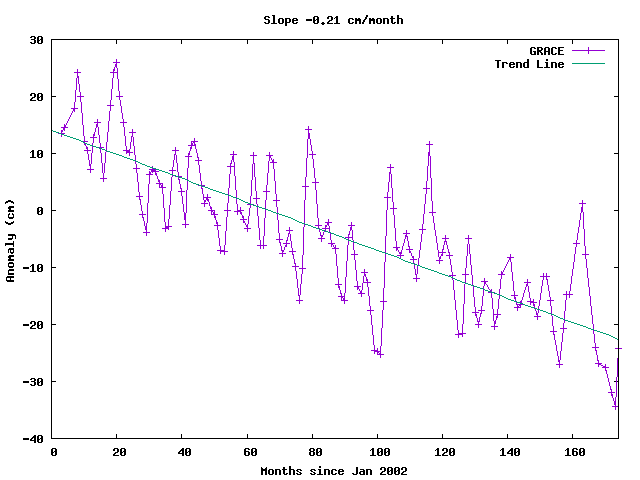 Slope -0.21 cm/month
30
20
10
0
-10
-20
-30
-40
Anomaly (cm)
GRACE
Trend Line
0 20 40 60 80 100 120 140 160
Months since Jan 2002